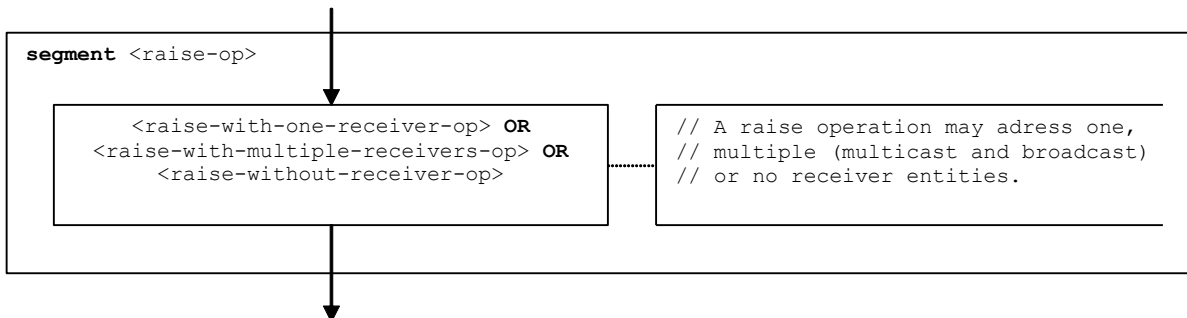 segment <raise-op>
<raise-with-one-receiver-op> OR
<raise-with-multiple-receivers-op> OR
<raise-without-receiver-op>
// A raise operation may adress one,
// multiple (multicast and broadcast)
// or no receiver entities.